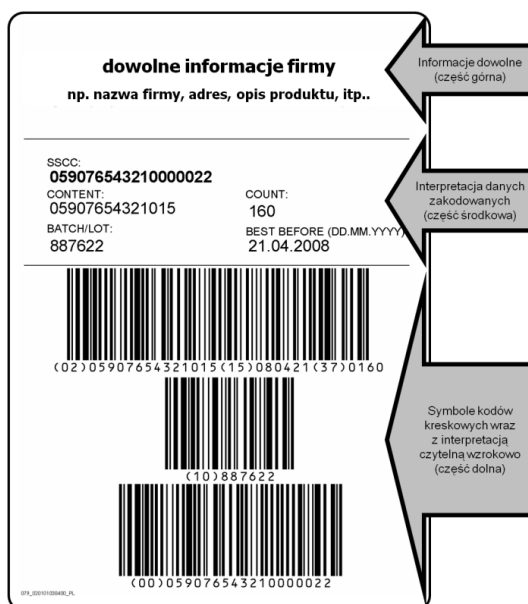 dowolne informacje firmy
np. nazwa firmy, adres, opis produktu, itp..
Informacje dowolne
(część górna)
SSCC:
059076543210000022
CONTENT:
05907654321015
COUNT:
160
BATCH/LOT:
887622
BEST BEFORE (DD.MM.YYYY)
21.04.2008
Interpretacja danych
zakodowanych
(część środkowa)
(02)05907654321015(15)080421(37)0160
(10)887622
(00)059076543210000022
Symbole kodów
kreskowych wraz
z interpretacją
czytelną wzrokowo
(część dolna)